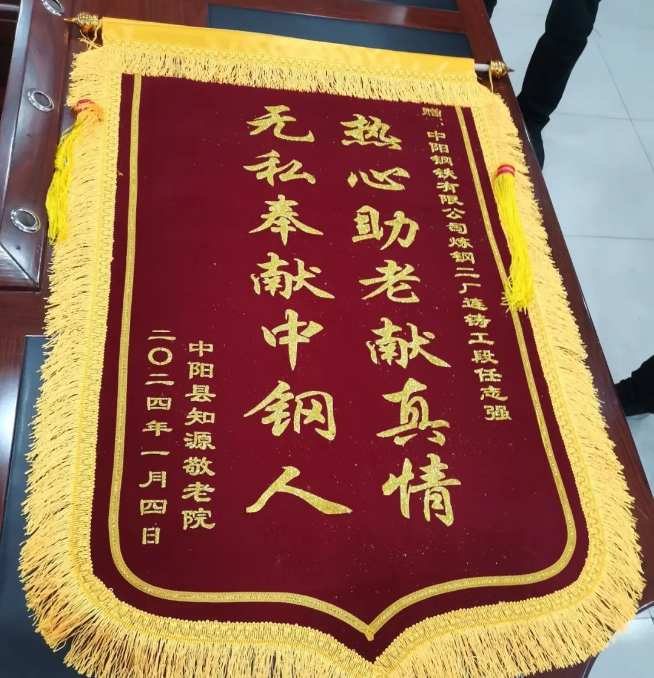 赠：中阳钢铁有限公司炼钢二厂连铸工段任志强
热心助老献真情
无私奉献中钢人
中阳县知源敬老院
二〇二四年一月四日